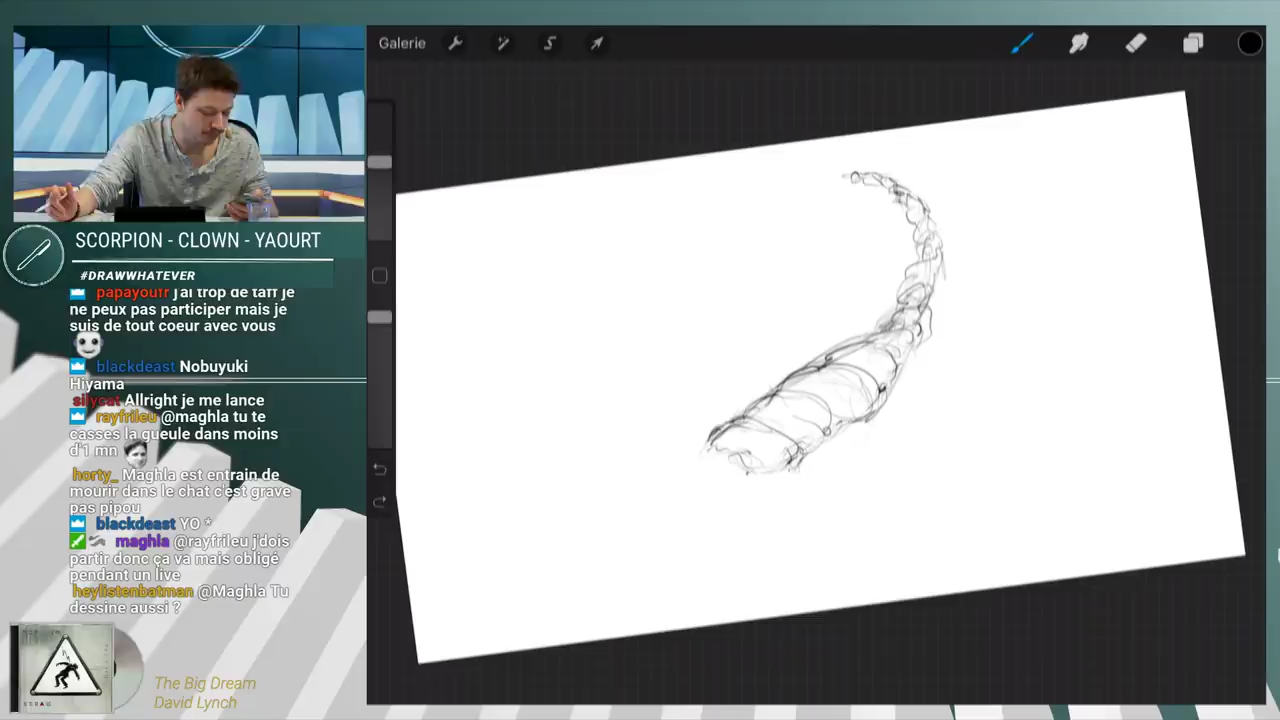 Galerie
SCORPION - CLOWN - YAOURT
#DRAWWHATEVER
papayoufr j'ai trop de taff je
ne peux pas participer mais je
suis de tout coeur avec vous
blackdeast Nobuyuki
Hiyama
sillycat Allright je me lance
rayfrileu @maghla tu te
casses la gueule dans moins
d'1 mn
horty_ Maghla est entrain de
mourir dans le chat c'est grave
pas pipou
blackdeast YO *
maghla @rayfrileu j'dois
partir donc ça va mais obligé
pendant un live
heylistenbatman @Maghla Tu
dessine aussi ?
The Big Dream
David Lynch